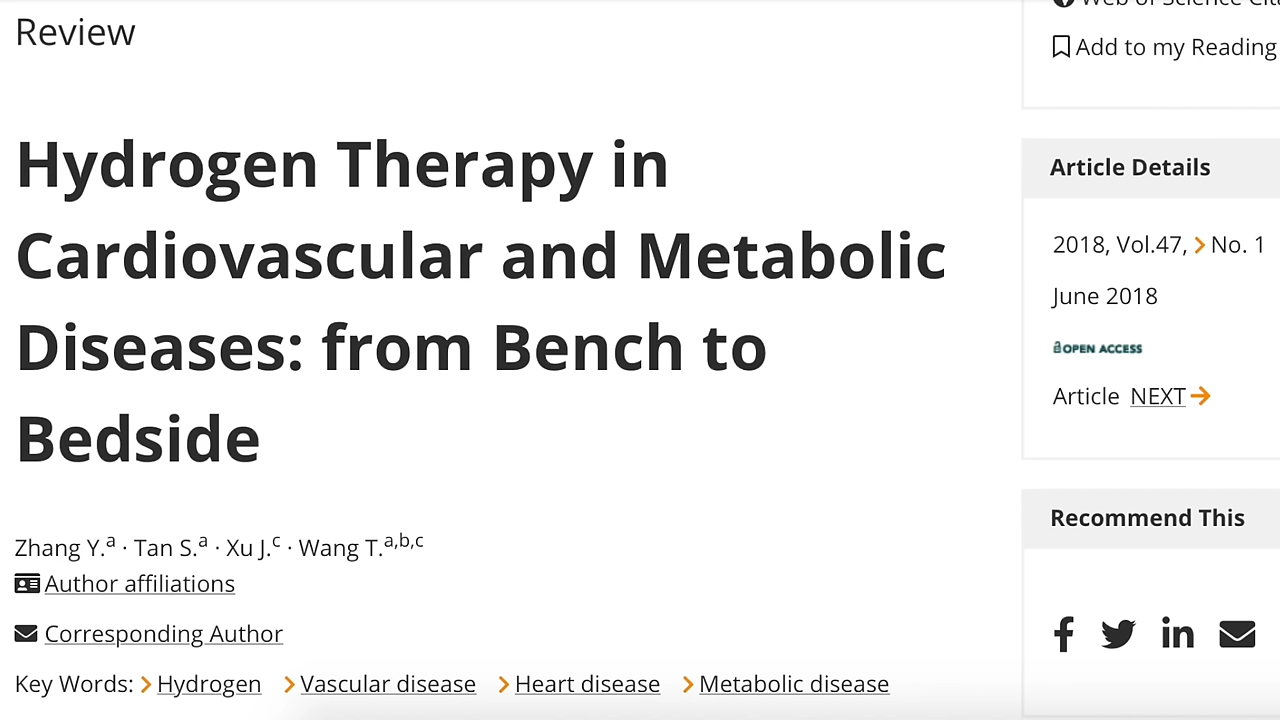 Review
Hydrogen Therapy in
Cardiovascular and Metabolic
Diseases: from Bench to
Bedside
Zhang Y.a · Tan S.a · Xu J.c · Wang T.a,b,c
Author affiliations
Corresponding Author
Key Words: Hydrogen Vascular disease Heart disease Metabolic disease
Add to my Reading
Article Details
2018, Vol.47, No. 1
June 2018
OPEN ACCESS
Article NEXT
Recommend This